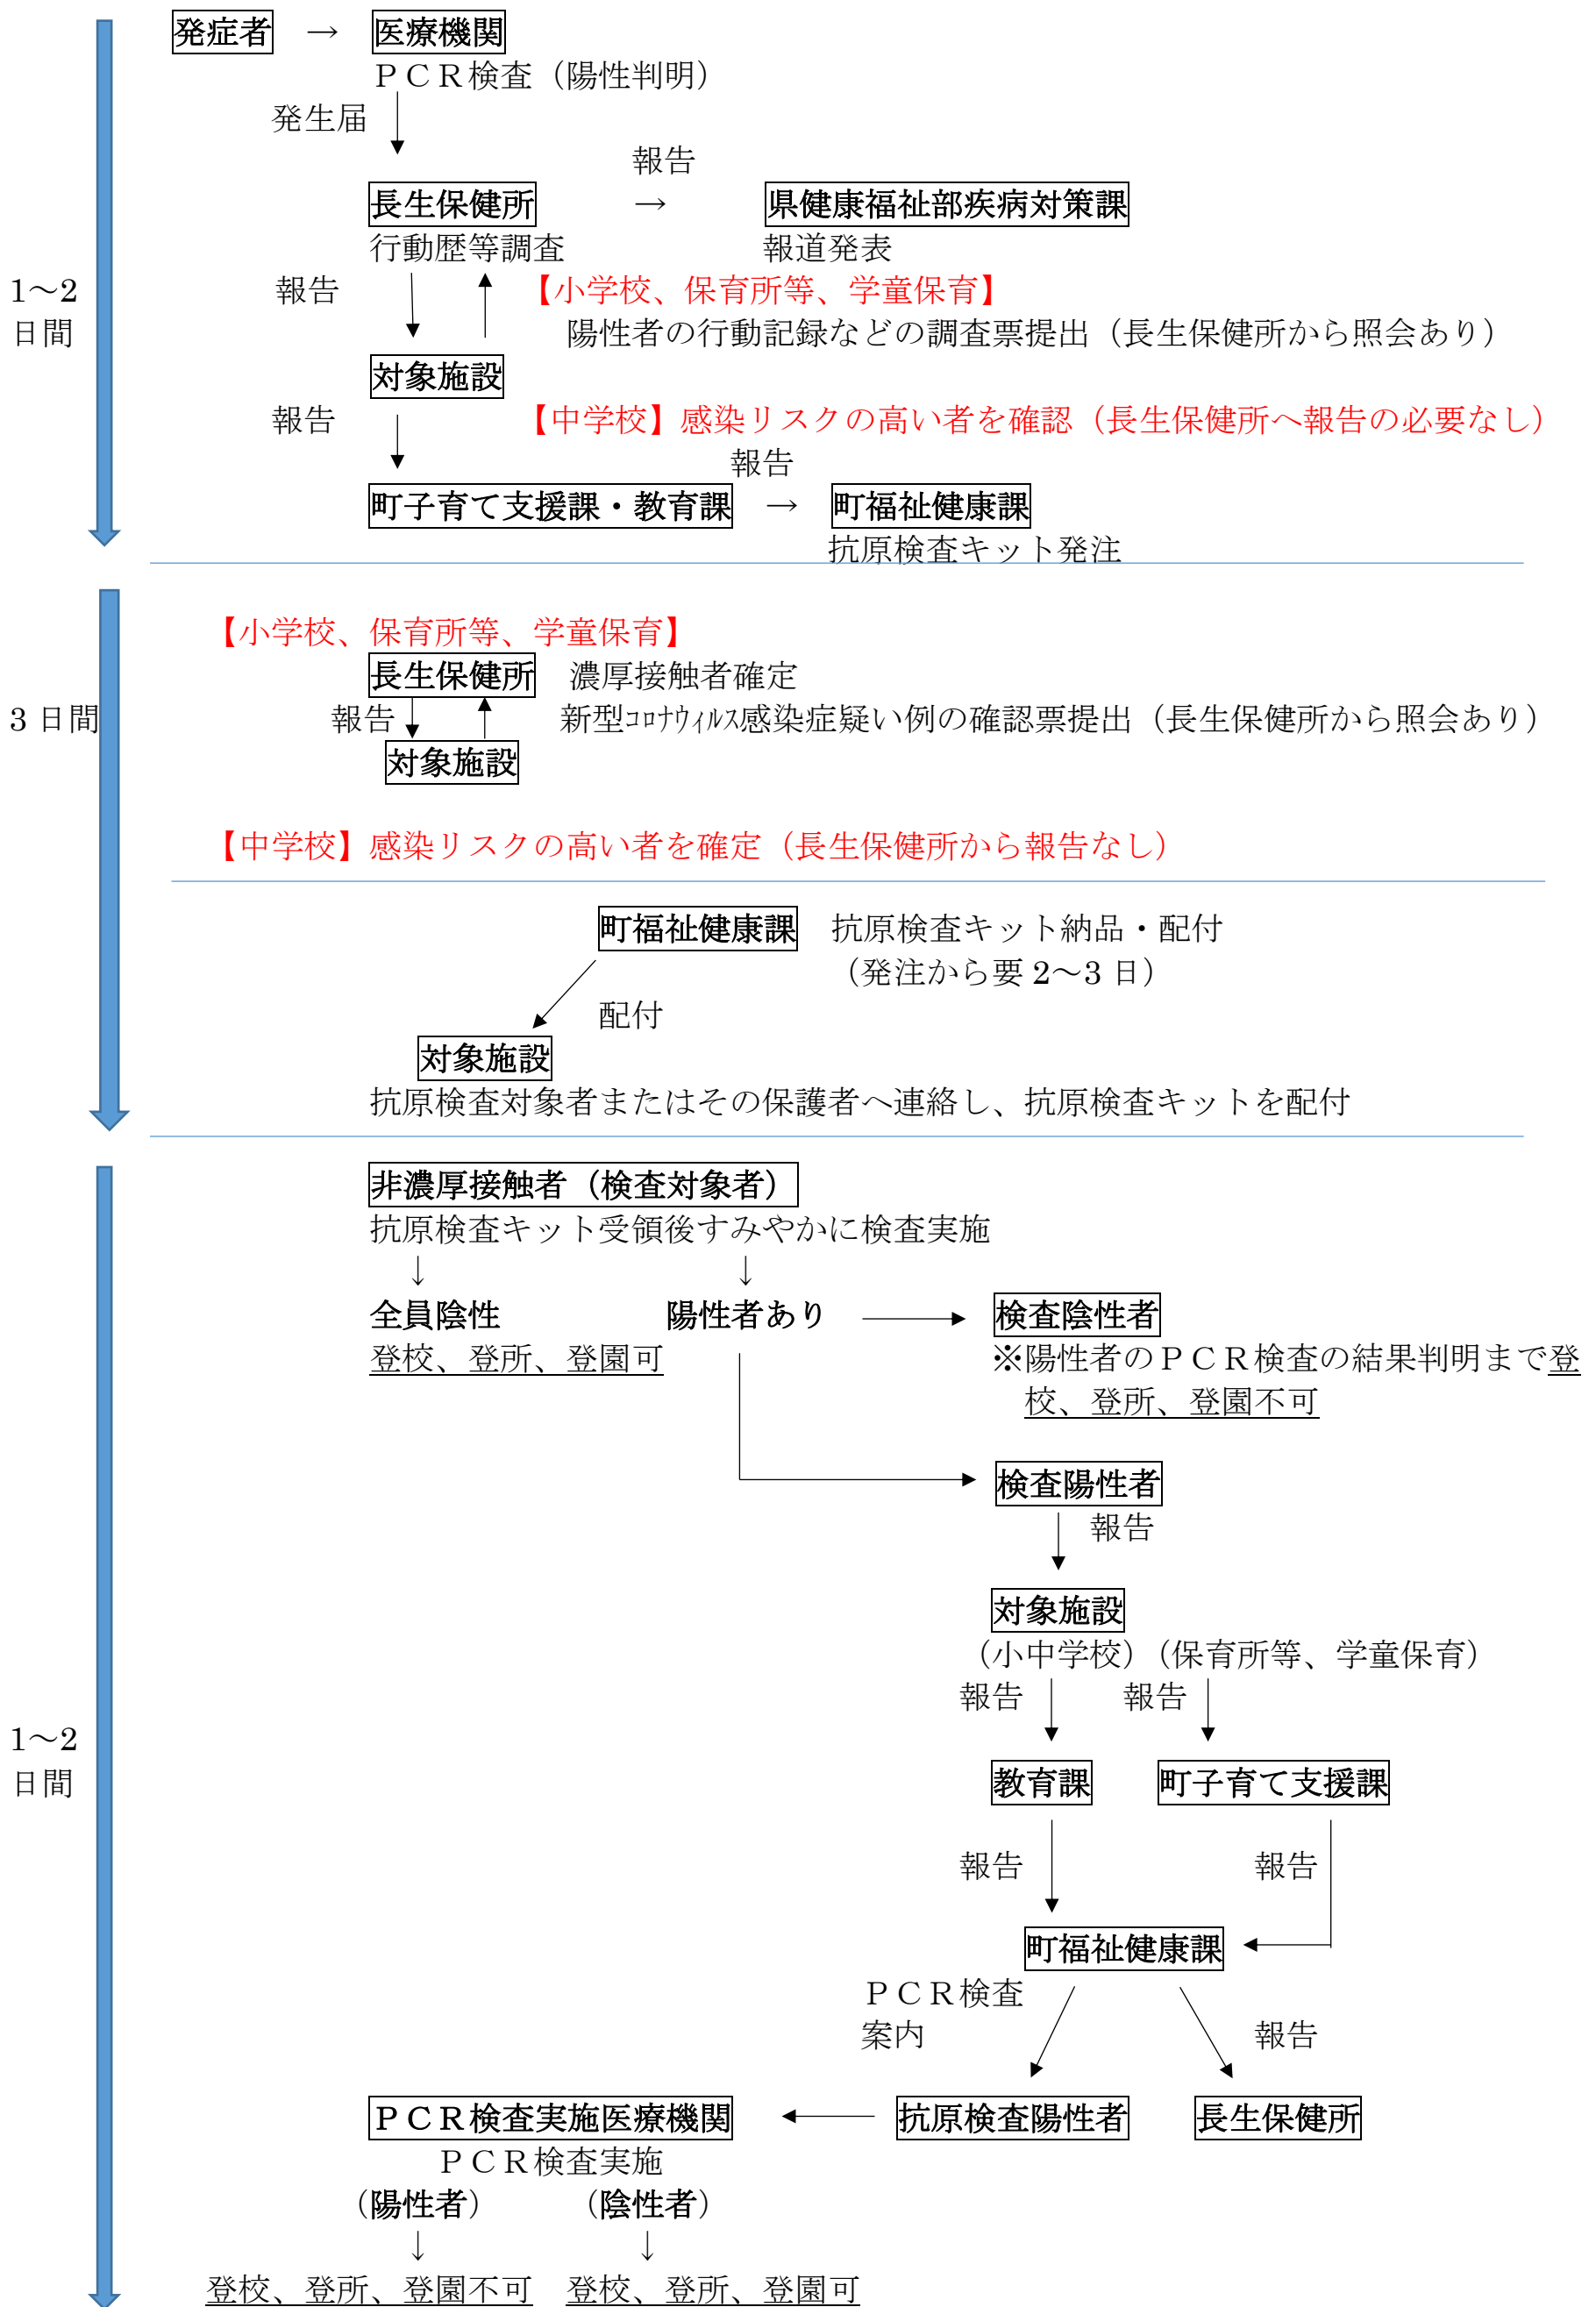 発症者 → 医療機関
ＰＣＲ検査（陽性判明）
発生届
報告
長生保健所 → 県健康福祉部疾病対策課
行動歴等調査 報道発表
1～2
日間
報告 【小学校、保育所等、学童保育】
陽性者の行動記録などの調査票提出（長生保健所から照会あり）
対象施設
報告 【中学校】感染リスクの高い者を確認（長生保健所へ報告の必要なし）
報告
町子育て支援課・教育課 → 町福祉健康課
抗原検査キット発注
【小学校、保育所等、学童保育】
長生保健所 濃厚接触者確定
3 日間
報告 新型ｺﾛﾅｳｨﾙｽ感染症疑い例の確認票提出（長生保健所から照会あり）
対象施設
【中学校】感染リスクの高い者を確定（長生保健所から報告なし）
町福祉健康課 抗原検査キット納品・配付
（発注から要 2～3 日）
配付
対象施設
抗原検査対象者またはその保護者へ連絡し、抗原検査キットを配付
非濃厚接触者（検査対象者）
抗原検査キット受領後すみやかに検査実施
↓ ↓
全員陰性 陽性者あり 検査陰性者
登校、登所、登園可 ※陽性者のＰＣＲ検査の結果判明まで登
校、登所、登園不可
検査陽性者
報告
対象施設
（小中学校）（保育所等、学童保育）
報告 報告
1～2
日間
教育課 町子育て支援課
報告 報告
町福祉健康課
ＰＣＲ検査
案内 報告
ＰＣＲ検査実施医療機関 抗原検査陽性者 長生保健所
ＰＣＲ検査実施
（陽性者） （陰性者）
↓ ↓
登校、登所、登園不可 登校、登所、登園可